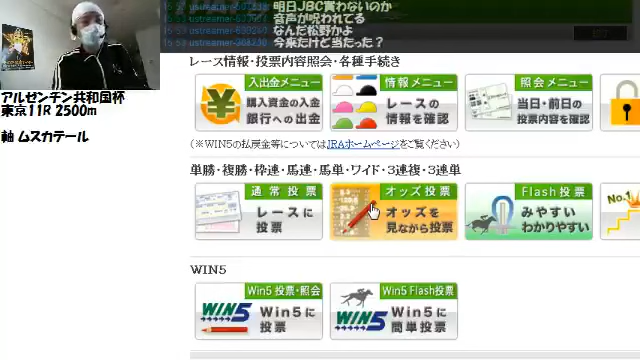 明日JBC買わないのか
音声が呪われてる
なんだ松野かよ
今来たけど当たった？
アルゼンチン共和国杯
東京11R 2500m
軸 ムスカテール
レース情報・投票内容照会・各種手続き
入出金メニュー
購入資金の入金
銀行への出金
情報メニュー
レースの
情報を確認
照会メニュー
当日・前日の
投票内容を確認
(※WIN5の払戻金等についてはJRAホームページをご覧ください)
単勝・複勝・枠連・馬連・馬単・ワイド・3連複・3連単
通常投票
レースに
投票
オッズ投票
オッズを
見ながら投票
Flash投票
みやすい
わかりやすい
No.1
WIN5
Win5投票・照会
WIN5
Win5に
投票
Win5 Flash投票
WIN5
Win5に
簡単投票